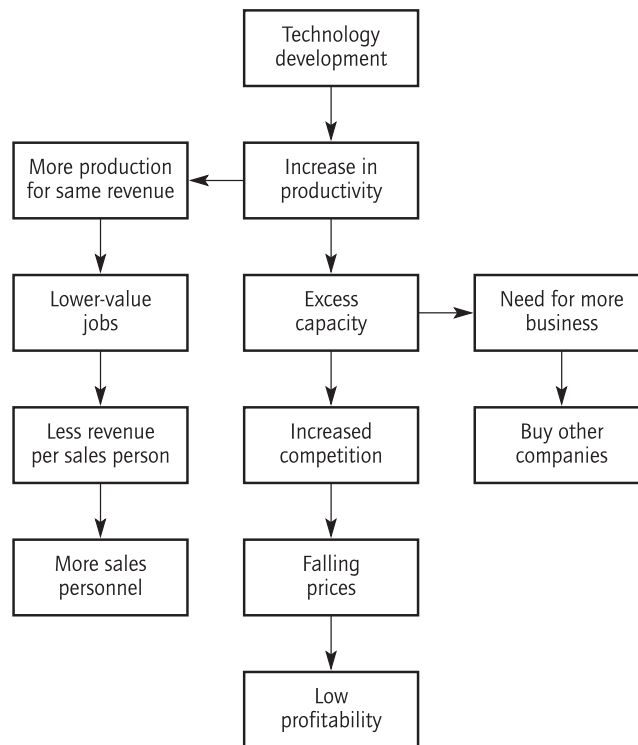 Technology
development
More production
for same revenue
Increase in
productivity
Lower-value
jobs
Excess
capacity
Need for more
business
Less revenue
per sales person
Increased
competition
Buy other
companies
More sales
personnel
Falling
prices
Low
profitability